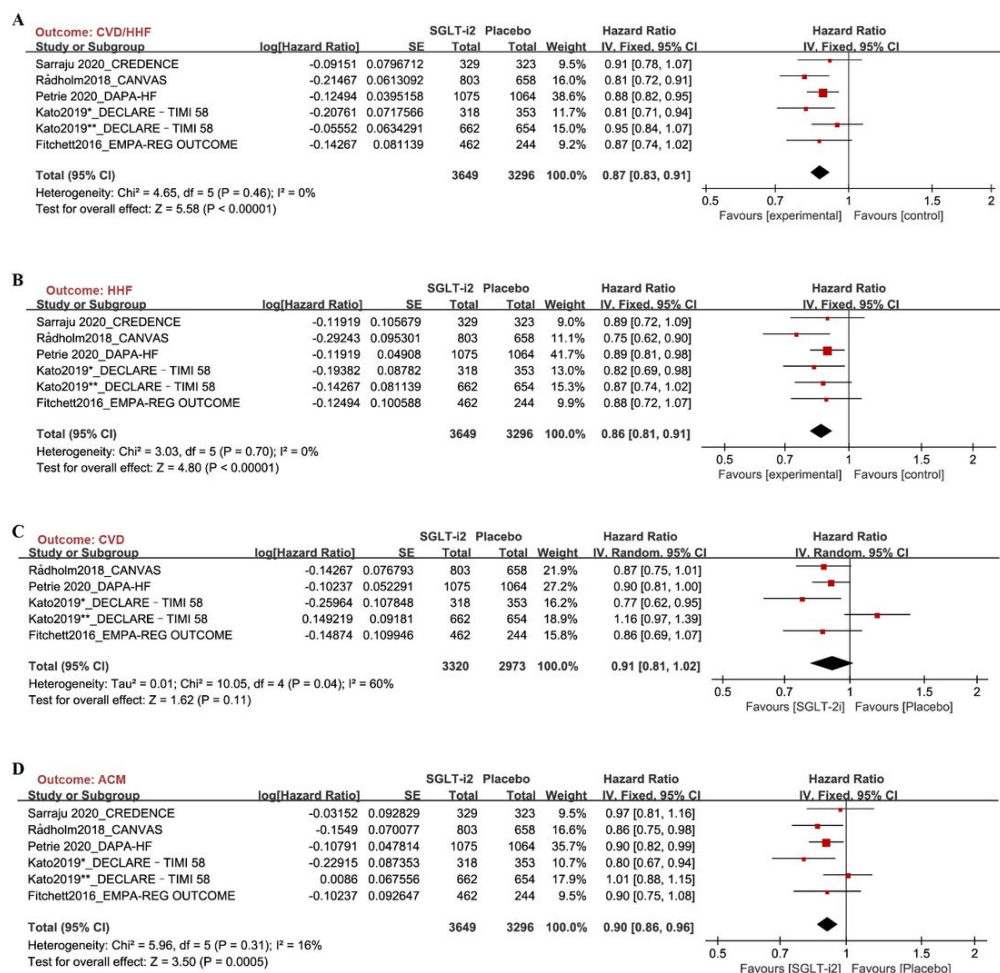 A
Outcome: CVD/HHF SGLT-i2 Placebo Hazard Ratio Hazard Ratio
Study or Subgroup log[Hazard Ratio] SE Total Total Weight IV. Fixed. 95% CI IV. Fixed. 95% CI
Sarraju 2020_CREDENCE -0.09151 0.0796712 329 323 9.5% 0.91 [0.78, 1.07]
Rådholm2018_CANVAS -0.21467 0.0613092 803 658 16.0% 0.81 [0.72, 0.91]
Petrie 2020_DAPA-HF -0.12494 0.0395158 1075 1064 38.6% 0.88 [0.82, 0.95]
Kato2019*_DECLARE - TIMI 58 -0.20761 0.0717566 318 353 11.7% 0.81 [0.71, 0.94]
Kato2019**_DECLARE - TIMI 58 -0.05552 0.0634291 662 654 15.0% 0.95 [0.84, 1.07]
Fitchett2016_EMPA-REG OUTCOME -0.14267 0.081139 462 244 9.2% 0.87 [0.74, 1.02]
Total (95% CI) 3649 3296 100.0% 0.87 [0.83, 0.91]
Heterogeneity: Chi² = 4.65, df = 5 (P = 0.46); I² = 0%
Test for overall effect: Z = 5.58 (P < 0.00001)
0.5 0.7 1 1.5 2
Favours [experimental] Favours [control]
B
Outcome: HHF SGLT-i2 Placebo Hazard Ratio Hazard Ratio
Study or Subgroup log[Hazard Ratio] SE Total Total Weight IV. Fixed. 95% CI IV. Fixed. 95% CI
Sarraju 2020_CREDENCE -0.11919 0.105679 329 323 9.0% 0.89 [0.72, 1.09]
Rådholm2018_CANVAS -0.29243 0.095301 803 658 11.1% 0.75 [0.62, 0.90]
Petrie 2020_DAPA-HF -0.11919 0.04908 1075 1064 41.7% 0.89 [0.81, 0.98]
Kato2019*_DECLARE - TIMI 58 -0.19382 0.08782 318 353 13.0% 0.82 [0.69, 0.98]
Kato2019**_DECLARE - TIMI 58 -0.14267 0.081139 662 654 15.3% 0.87 [0.74, 1.02]
Fitchett2016_EMPA-REG OUTCOME -0.12494 0.100588 462 244 9.9% 0.88 [0.72, 1.07]
Total (95% CI) 3649 3296 100.0% 0.86 [0.81, 0.91]
Heterogeneity: Chi² = 3.03, df = 5 (P = 0.70); I² = 0%
Test for overall effect: Z = 4.80 (P < 0.00001)
0.5 0.7 1 1.5 2
Favours [experimental] Favours [control]
C
Outcome: CVD SGLT-i2 Placebo Hazard Ratio Hazard Ratio
Study or Subgroup log[Hazard Ratio] SE Total Total Weight IV. Random. 95% CI IV. Random. 95% CI
Rådholm2018_CANVAS -0.14267 0.076793 803 658 21.9% 0.87 [0.75, 1.01]
Petrie 2020_DAPA-HF -0.10237 0.052291 1075 1064 27.2% 0.90 [0.81, 1.00]
Kato2019*_DECLARE - TIMI 58 -0.25964 0.107848 318 353 16.2% 0.77 [0.62, 0.95]
Kato2019**_DECLARE - TIMI 58 0.149219 0.09181 662 654 18.9% 1.16 [0.97, 1.39]
Fitchett2016_EMPA-REG OUTCOME -0.14874 0.109946 462 244 15.8% 0.86 [0.69, 1.07]
Total (95% CI) 3320 2973 100.0% 0.91 [0.81, 1.02]
Heterogeneity: Tau² = 0.01; Chi² = 10.05, df = 4 (P = 0.04); I² = 60%
Test for overall effect: Z = 1.62 (P = 0.11)
0.5 0.7 1 1.5 2
Favours [SGLT-2i] Favours [Placebo]
D
Outcome: ACM SGLT-i2 Placebo Hazard Ratio Hazard Ratio
Study or Subgroup log[Hazard Ratio] SE Total Total Weight IV. Fixed. 95% CI IV. Fixed. 95% CI
Sarraju 2020_CREDENCE -0.03152 0.092829 329 323 9.5% 0.97 [0.81, 1.16]
Rådholm2018_CANVAS -0.1549 0.070077 803 658 16.6% 0.86 [0.75, 0.98]
Petrie 2020_DAPA-HF -0.10791 0.047814 1075 1064 35.7% 0.90 [0.82, 0.99]
Kato2019*_DECLARE - TIMI 58 -0.22915 0.087353 318 353 10.7% 0.80 [0.67, 0.94]
Kato2019**_DECLARE - TIMI 58 0.0086 0.067556 662 654 17.9% 1.01 [0.88, 1.15]
Fitchett2016_EMPA-REG OUTCOME -0.10237 0.092647 462 244 9.5% 0.90 [0.75, 1.08]
Total (95% CI) 3649 3296 100.0% 0.90 [0.86, 0.96]
Heterogeneity: Chi² = 5.96, df = 5 (P = 0.31); I² = 16%
Test for overall effect: Z = 3.50 (P = 0.0005)
0.5 0.7 1 1.5 2
Favours [SGLT-i2] Favours [Placebo]